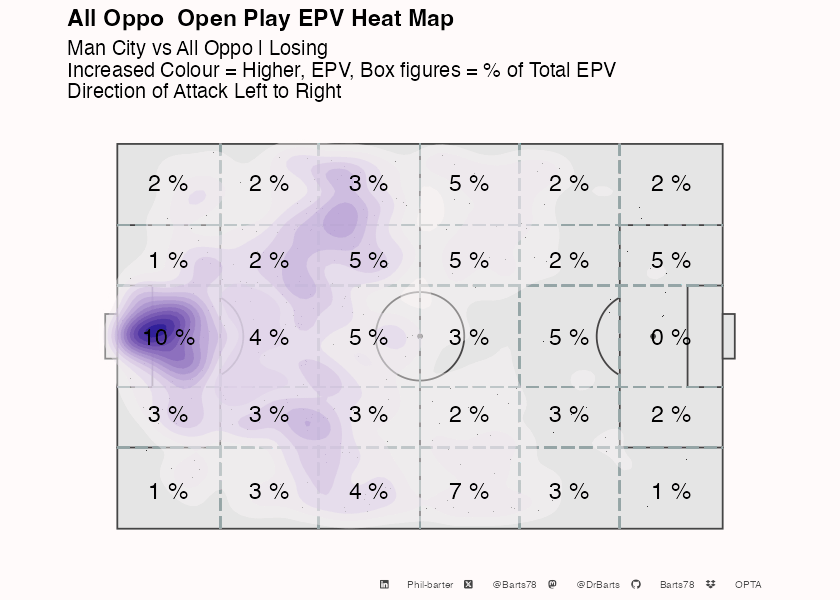 All Oppo  Open Play EPV Heat Map
Man City vs All Oppo | Losing
Increased Colour = Higher, EPV, Box figures = % of Total EPV
Direction of Attack Left to Right
2 % 2 % 3 % 5 % 2 % 2 %
1 % 2 % 5 % 5 % 2 % 5 %
10 % 4 % 5 % 3 % 5 % 0 %
3 % 3 % 3 % 2 % 3 % 2 %
1 % 3 % 4 % 7 % 3 % 1 %
Phil-barter @Barts78 @DrBarts Barts78 OPTA